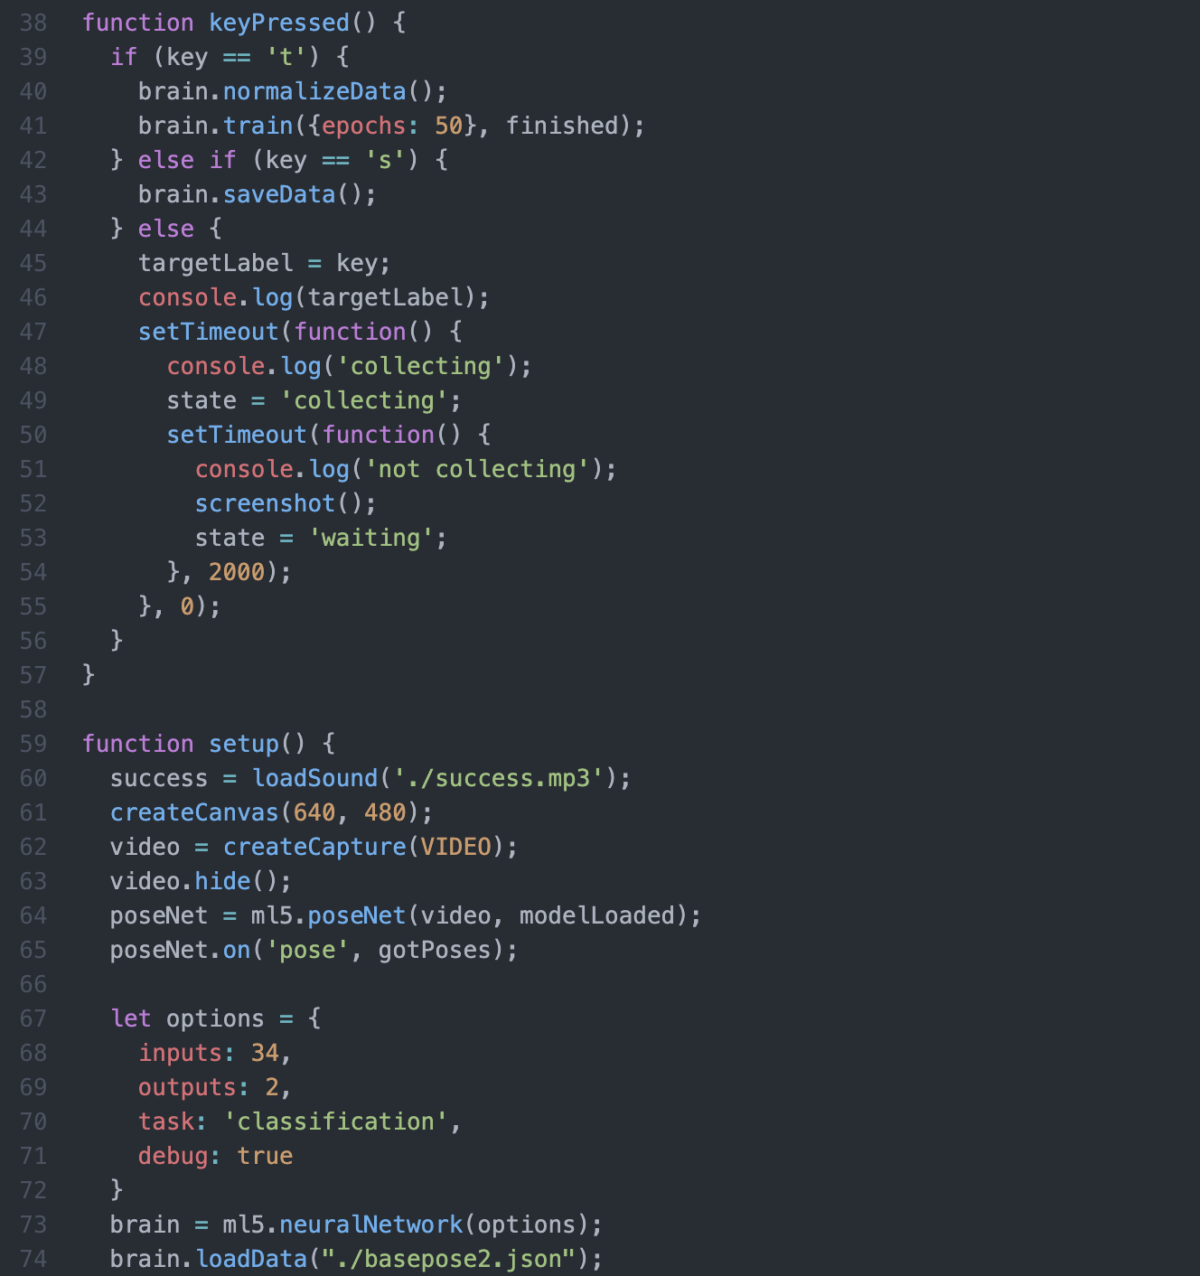 38 function keyPressed() {
39 if (key == 't') {
40 brain.normalizeData();
41 brain.train({epochs: 50}, finished);
42 } else if (key == 's') {
43 brain.saveData();
44 } else {
45 targetLabel = key;
46 console.log(targetLabel);
47 setTimeout(function() {
48 console.log('collecting');
49 state = 'collecting';
50 setTimeout(function() {
51 console.log('not collecting');
52 screenshot();
53 state = 'waiting';
54 }, 2000);
55 }, 0);
56 }
57 }
58
59 function setup() {
60 success = loadSound('./success.mp3');
61 createCanvas(640, 480);
62 video = createCapture(VIDEO);
63 video.hide();
64 poseNet = ml5.poseNet(video, modelLoaded);
65 poseNet.on('pose', gotPoses);
66
67 let options = {
68 inputs: 34,
69 outputs: 2,
70 task: 'classification',
71 debug: true
72 }
73 brain = ml5.neuralNetwork(options);
74 brain.loadData("./basepose2.json");